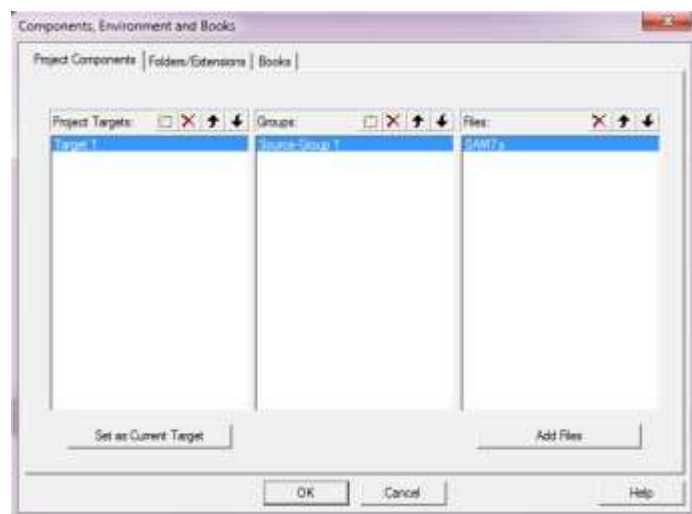 Components, Environment and Books
Project Components Folders/Extensions Books
Project Targets: Groups: Files:
Target 1 Source Group 1 SAM7.s
Set as Current Target Add Files
OK Cancel Help